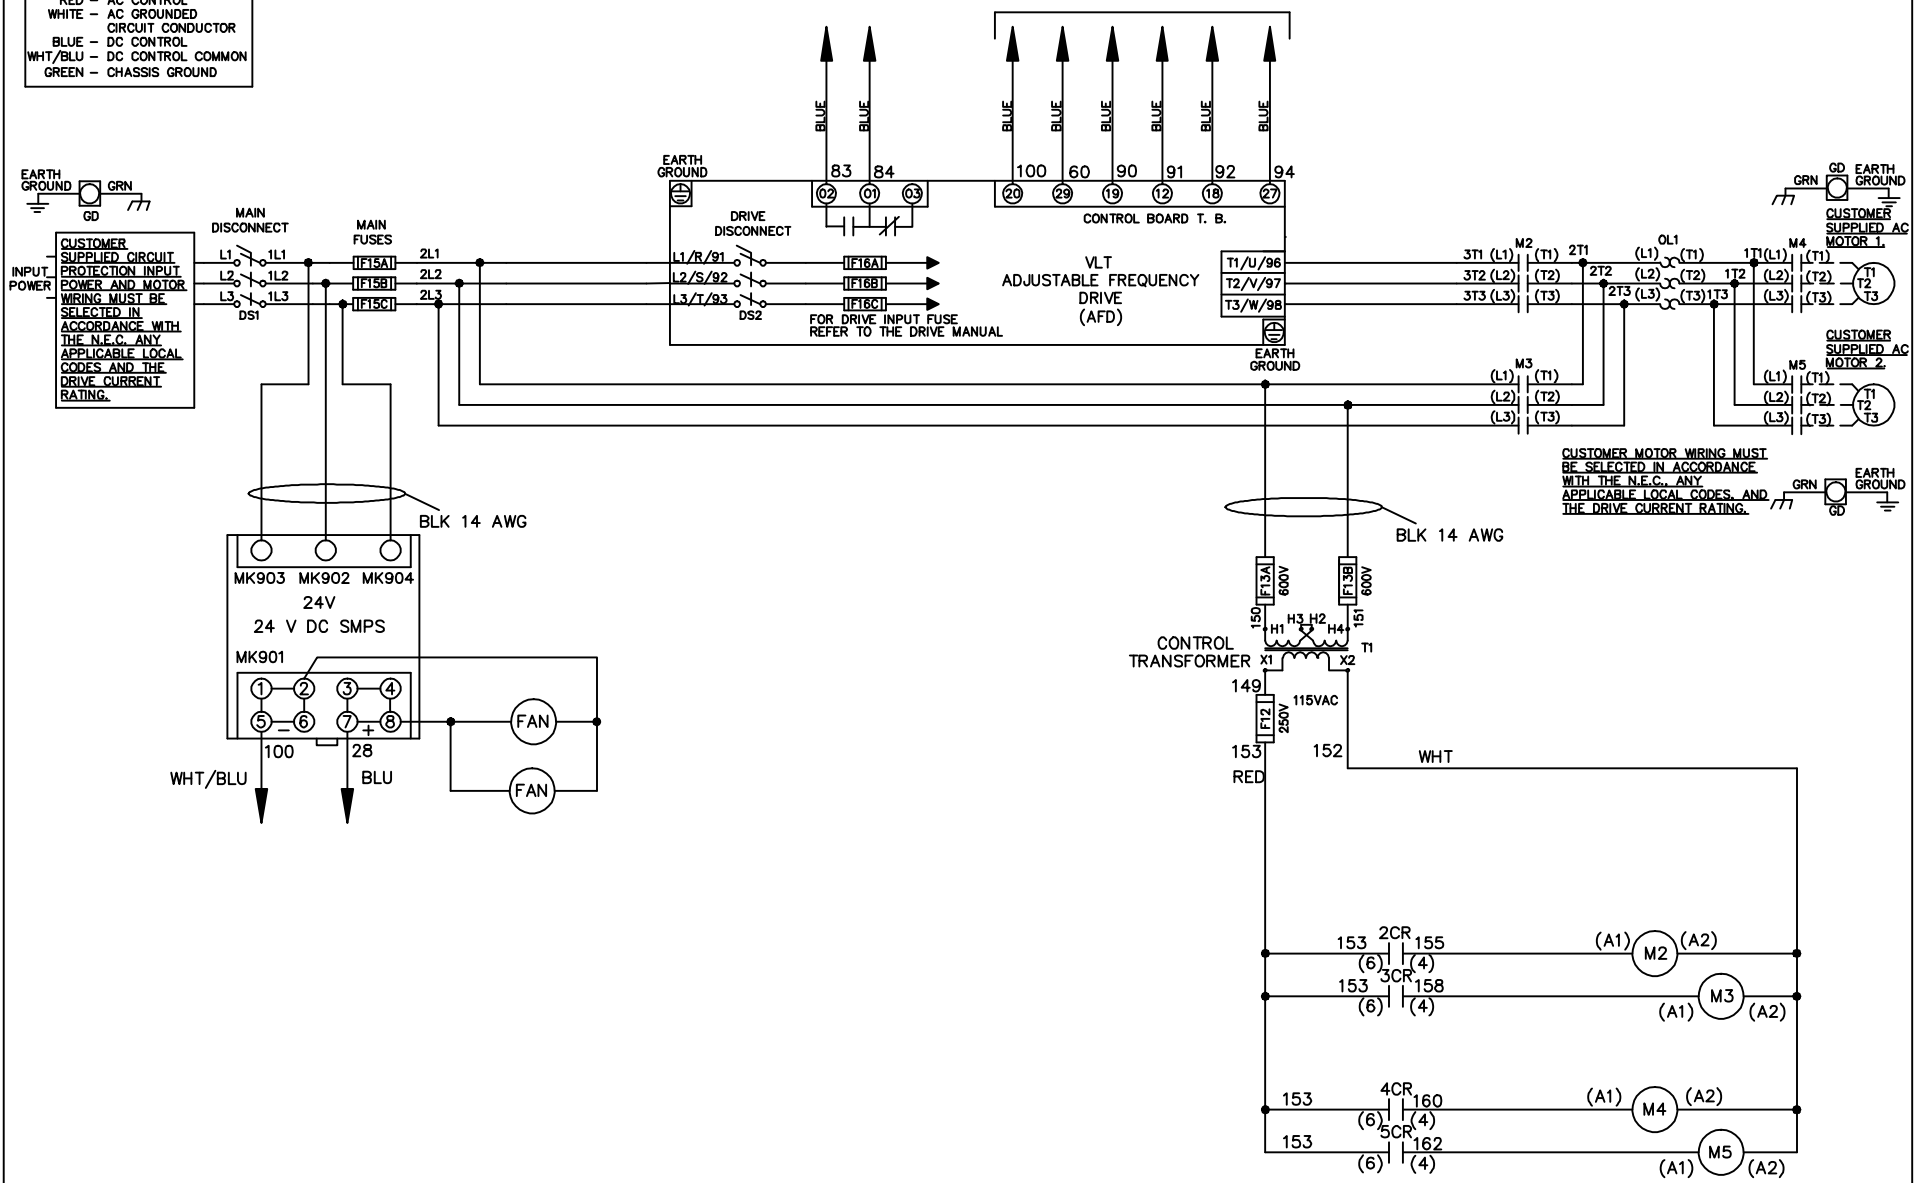 RED – AC CONTROL
WHITE – AC GROUNDED
CIRCUIT CONDUCTOR
BLUE – DC CONTROL
WHT/BLU – DC CONTROL COMMON
GREEN – CHASSIS GROUND
BLUE
BLUE
BLUE
BLUE
BLUE
BLUE
BLUE
BLUE
EARTH
GROUND
GRN
GD
INPUT
POWER
CUSTOMER
SUPPLIED CIRCUIT
PROTECTION INPUT
POWER AND MOTOR
WIRING MUST BE
SELECTED IN
ACCORDANCE WITH
THE N.E.C. ANY
APPLICABLE LOCAL
CODES AND THE
DRIVE CURRENT
RATING.
MAIN
DISCONNECT
L1 1L1
L2 1L2
L3 1L3
DS1
MAIN
FUSES
F15A
F15B
F15C
2L1
2L2
2L3
EARTH
GROUND
83 84
02 01 03
100 60 90 91 92 94
20 29 19 12 18 27
CONTROL BOARD T. B.
DRIVE
DISCONNECT
L1/R/91
L2/S/92
L3/T/93
DS2
F16A
F16B
F16C
FOR DRIVE INPUT FUSE
REFER TO THE DRIVE MANUAL
VLT
ADJUSTABLE FREQUENCY
DRIVE
(AFD)
T1/U/96
T2/V/97
T3/W/98
EARTH
GROUND
M2
3T1 (L1) (T1) 2T1
3T2 (L2) (T2) 2T2
3T3 (L3) (T3) 2T3
OL1
(L1) (T1) 1T1
(L2) (T2) 1T2
(L3) (T3) 1T3
M4
(L1) (T1)
(L2) (T2)
(L3) (T3)
T1
T2
T3
GRN
GD
EARTH
GROUND
CUSTOMER
SUPPLIED AC
MOTOR 1.
M3
(L1) (T1)
(L2) (T2)
(L3) (T3)
CUSTOMER
SUPPLIED AC
MOTOR 2.
M5
(L1) (T1)
(L2) (T2)
(L3) (T3)
T1
T2
T3
CUSTOMER MOTOR WIRING MUST
BE SELECTED IN ACCORDANCE
WITH THE N.E.C., ANY
APPLICABLE LOCAL CODES, AND
THE DRIVE CURRENT RATING.
GRN
GD
EARTH
GROUND
BLK 14 AWG
MK903 MK902 MK904
24V
24 V DC SMPS
MK901
1 2 3 4
5 6 7 8
– +
100 28
WHT/BLU
BLU
FAN
FAN
BLK 14 AWG
F13A
600V
F13B
600V
150
151
H1 H3 H2 H4
T1
CONTROL
TRANSFORMER
X1 X2
149
115VAC
F12
250V
153
RED
152
WHT
2CR
153 155
(6) (4)
(A1) M2 (A2)
3CR
153 158
(6) (4)
(A1) M3 (A2)
4CR
153 160
(6) (4)
(A1) M4 (A2)
5CR
153 162
(6) (4)
(A1) M5 (A2)